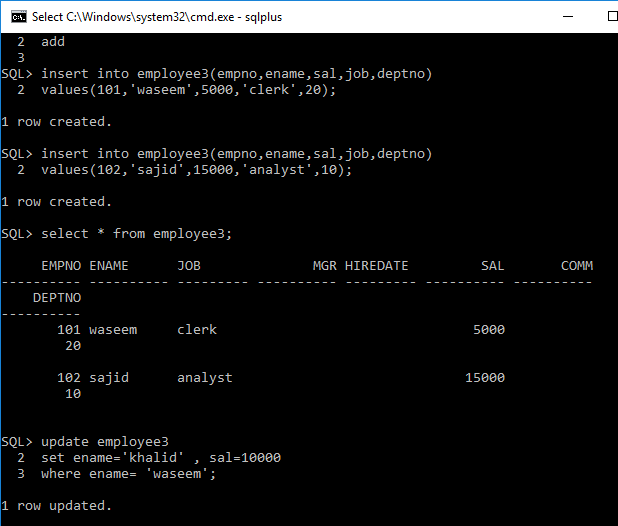 Select C:\Windows\system32\cmd.exe - sqlplus
2 add
3
SQL> insert into employee3(empno,ename,sal,job,deptno)
2 values(101,'waseem',5000,'clerk',20);
1 row created.
SQL> insert into employee3(empno,ename,sal,job,deptno)
2 values(102,'sajid',15000,'analyst',10);
1 row created.
SQL> select * from employee3;
EMPNO ENAME JOB MGR HIREDATE SAL COMM
---------- ---------- --------- ---------- --------- ---------- ----------
DEPTNO
----------
101 waseem clerk 5000
20
102 sajid analyst 15000
10
SQL> update employee3
2 set ename='khalid' , sal=10000
3 where ename= 'waseem';
1 row updated.